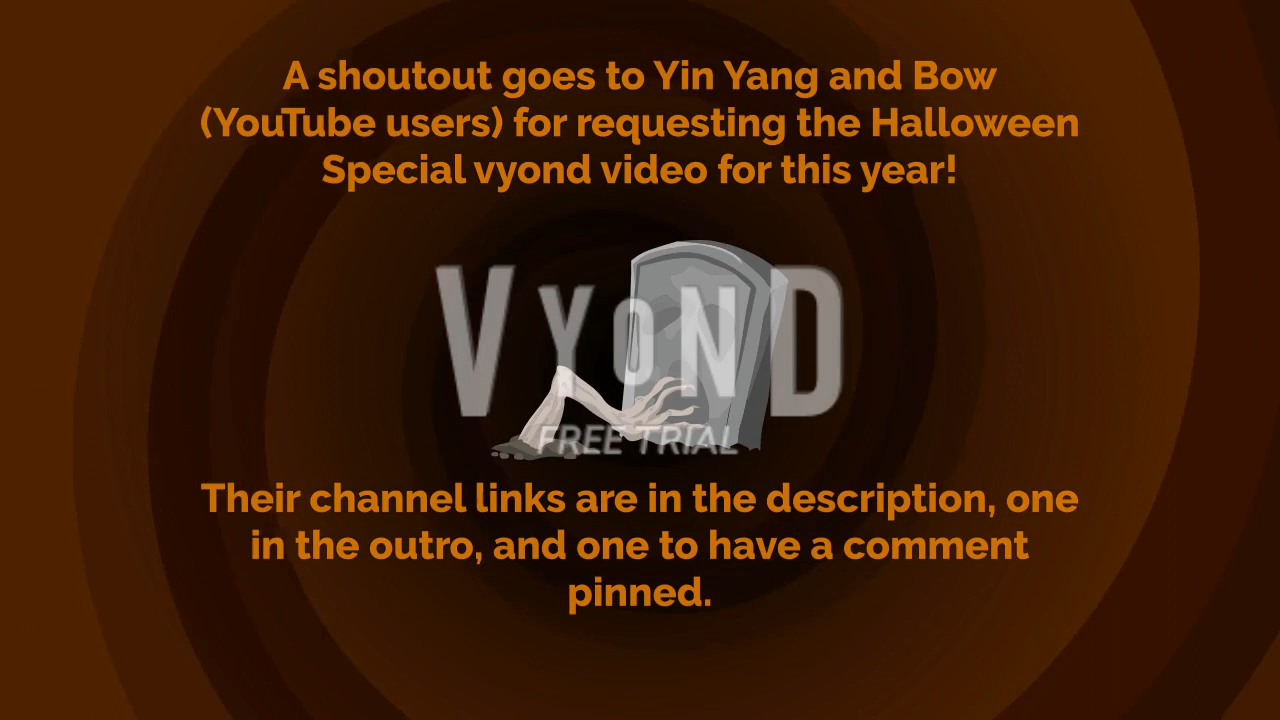 A shoutout goes to Yin Yang and Bow
(YouTube users) for requesting the Halloween
Special vyond video for this year!
VYoND
FREE TRIAL
Their channel links are in the description, one
in the outro, and one to have a comment
pinned.